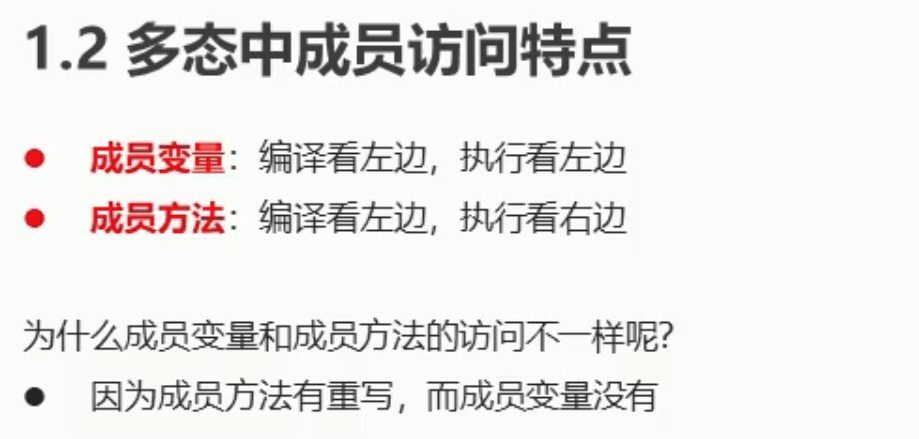 1.2 多态中成员访问特点
● 成员变量：编译看左边，执行看左边
● 成员方法：编译看左边，执行看右边
为什么成员变量和成员方法的访问不一样呢?
● 因为成员方法有重写，而成员变量没有